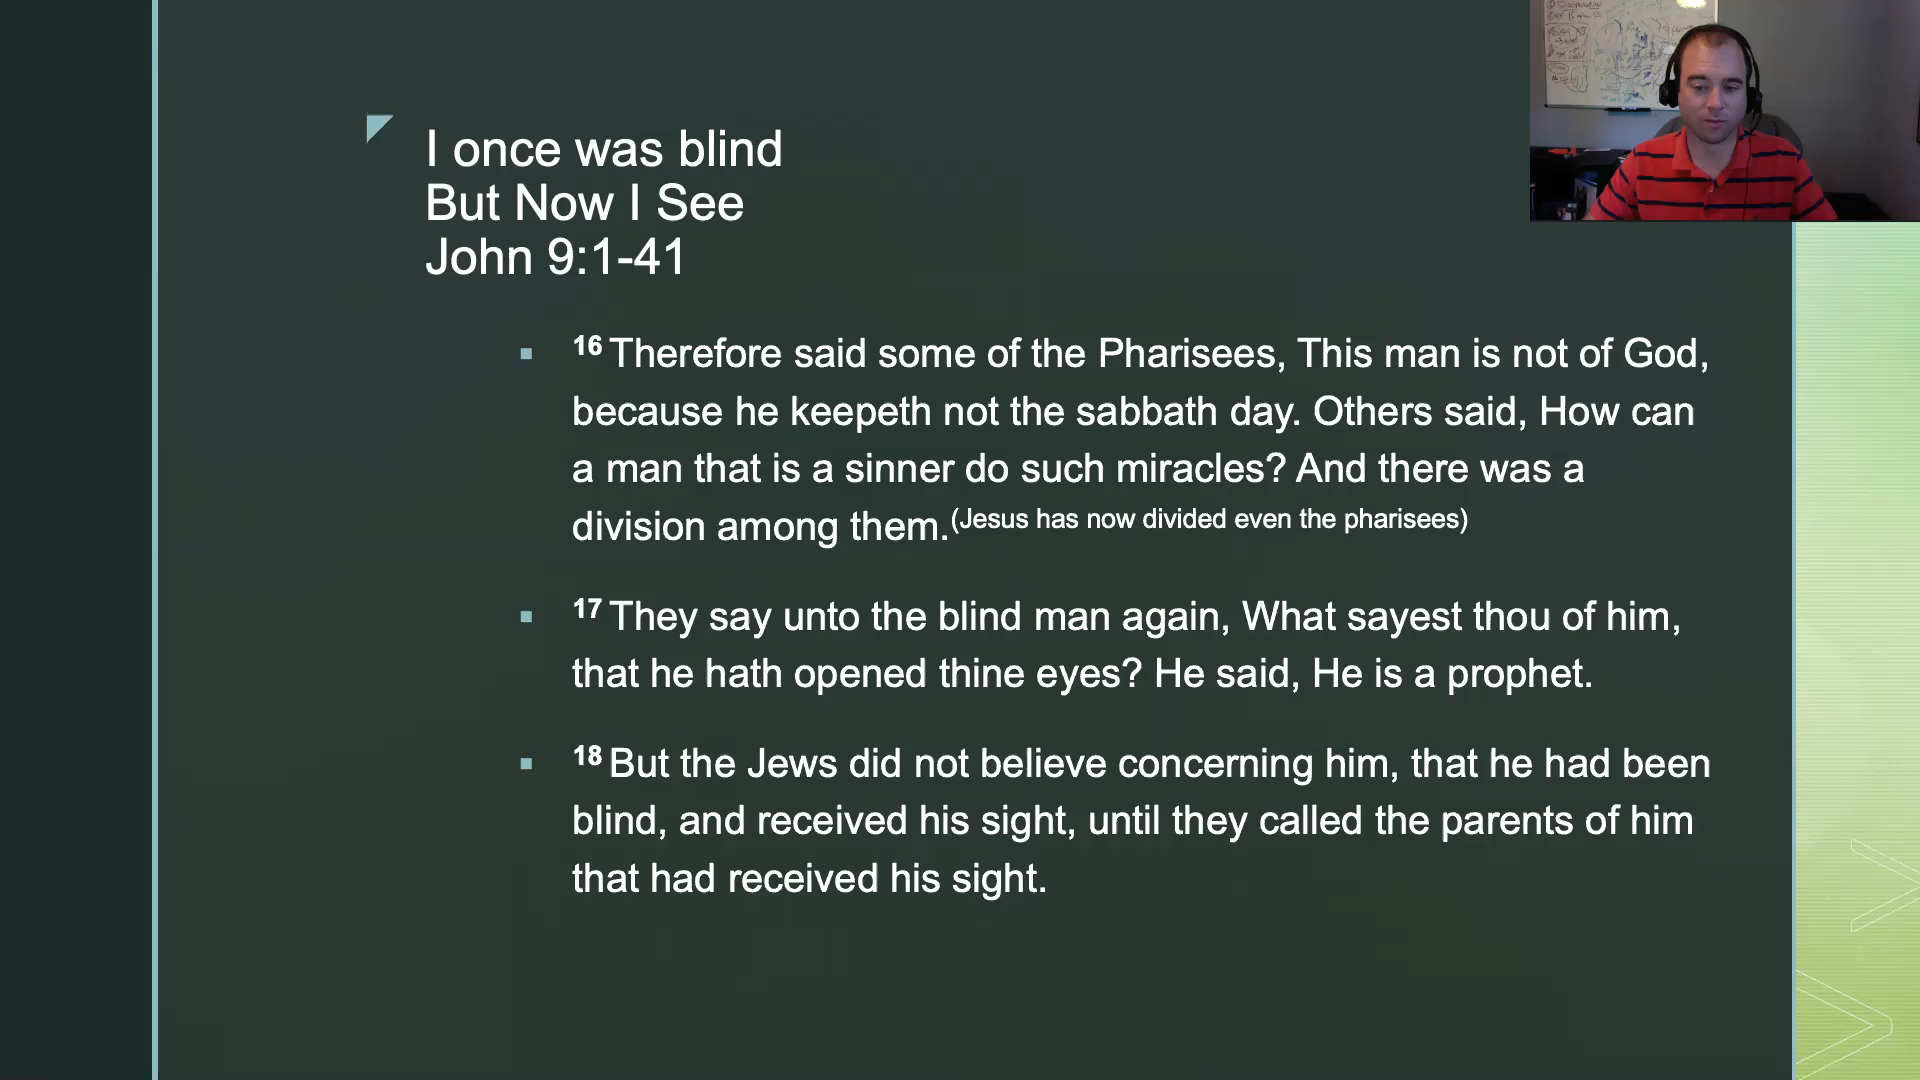 I once was blind
But Now I See
John 9:1-41
16 Therefore said some of the Pharisees, This man is not of God,
because he keepeth not the sabbath day. Others said, How can
a man that is a sinner do such miracles? And there was a
division among them.(Jesus has now divided even the pharisees)
17 They say unto the blind man again, What sayest thou of him,
that he hath opened thine eyes? He said, He is a prophet.
18 But the Jews did not believe concerning him, that he had been
blind, and received his sight, until they called the parents of him
that had received his sight.